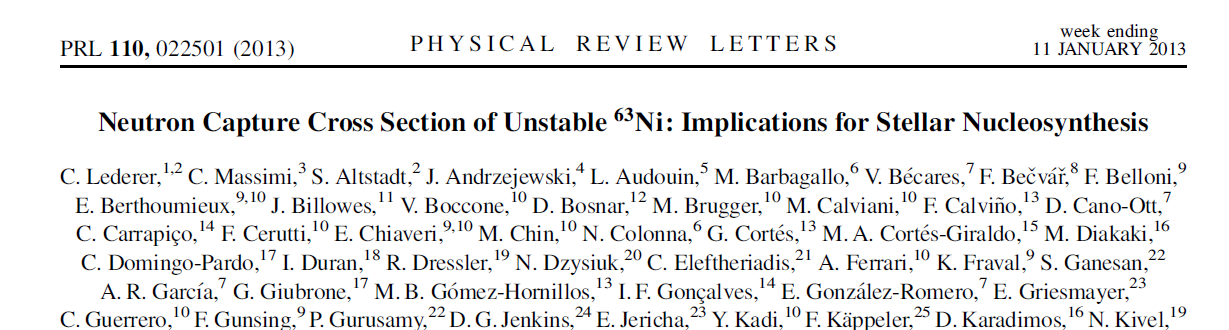 PRL 110, 022501 (2013)
PHYSICAL REVIEW LETTERS
week ending
11 JANUARY 2013
Neutron Capture Cross Section of Unstable ⁶³Ni: Implications for Stellar Nucleosynthesis
C. Lederer,¹,² C. Massimi,³ S. Altstadt,² J. Andrzejewski,⁴ L. Audouin,⁵ M. Barbagallo,⁶ V. Bécares,⁷ F. Bečvář,⁸ F. Belloni,⁹
E. Berthoumieux,⁹,¹⁰ J. Billowes,¹¹ V. Boccone,¹⁰ D. Bosnar,¹² M. Brugger,¹⁰ M. Calviani,¹⁰ F. Calviño,¹³ D. Cano-Ott,⁷
C. Carrapiço,¹⁴ F. Cerutti,¹⁰ E. Chiaveri,⁹,¹⁰ M. Chin,¹⁰ N. Colonna,⁶ G. Cortés,¹³ M. A. Cortés-Giraldo,¹⁵ M. Diakaki,¹⁶
C. Domingo-Pardo,¹⁷ I. Duran,¹⁸ R. Dressler,¹⁹ N. Dzysiuk,²⁰ C. Eleftheriadis,²¹ A. Ferrari,¹⁰ K. Fraval,⁹ S. Ganesan,²²
A. R. García,⁷ G. Giubrone,¹⁷ M. B. Gómez-Hornillos,¹³ I. F. Gonçalves,¹⁴ E. González-Romero,⁷ E. Griesmayer,²³
C. Guerrero,¹⁰ F. Gunsing,⁹ P. Gurusamy,²² D. G. Jenkins,²⁴ E. Jericha,²³ Y. Kadi,¹⁰ F. Käppeler,²⁵ D. Karadimos,¹⁶ N. Kivel,¹⁹